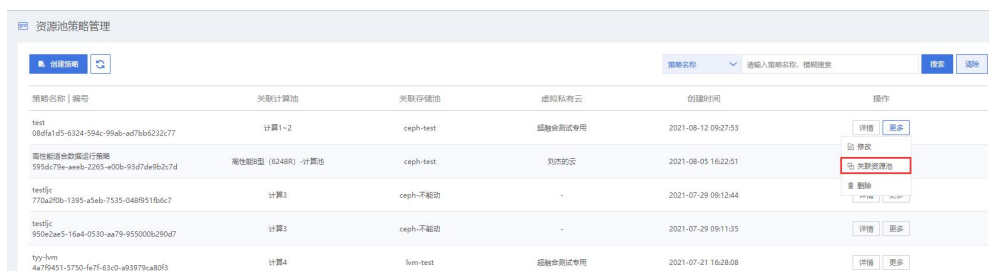 资源池策略管理
创建策略
策略名称 请输入策略名称、模糊搜索 搜索 清除
策略名称 | 编号 关联计算池 关联存储池 虚拟私有云 创建时间 操作
test
08dfa1d5-6324-594c-99ab-ad7bb6232c77
计算1~2 ceph-test 超融合测试专用 2021-08-12 09:27:53 详情 更多
修改
关联资源池
删除
高性能适合数据运行策略
595dc79e-aeeb-2265-e00b-93d7de9b2c7d
高性能B型（6248R）-计算池 ceph-test 刘杰的云 2021-08-05 16:22:51
testljc
770a2f0b-1395-a5eb-7535-048f951fb6c7
计算3 ceph-不能动 - 2021-07-29 09:12:44 详情 更多
testljc
950e2ae5-16a4-0530-aa79-955000b290d7
计算3 ceph-不能动 - 2021-07-29 09:11:35 详情 更多
tyy-lvm
4a7f9451-5750-fe7f-63c0-a93979ca80f3
计算4 lvm-test 超融合测试专用 2021-07-21 16:28:08 详情 更多